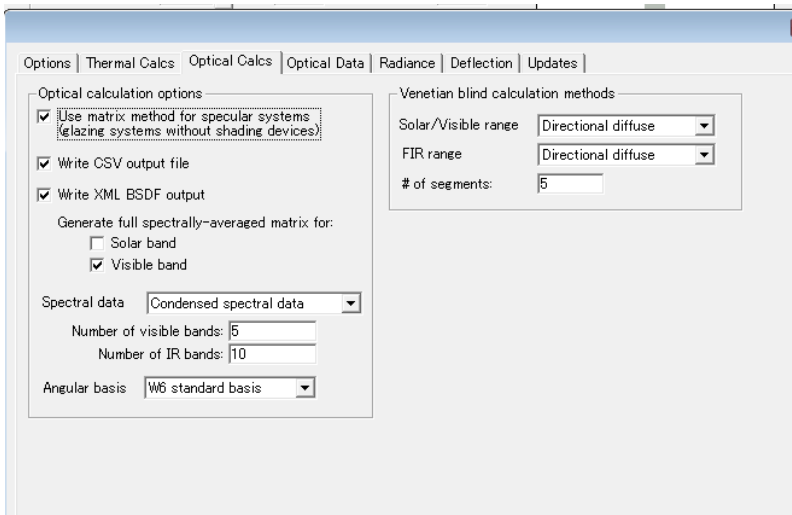 Options Thermal Calcs Optical Calcs Optical Data Radiance Deflection Updates
Optical calculation options
Use matrix method for specular systems
(glazing systems without shading devices)
Write CSV output file
Write XML BSDF output
Generate full spectrally-averaged matrix for:
Solar band
Visible band
Spectral data Condensed spectral data
Number of visible bands: 5
Number of IR bands: 10
Angular basis W6 standard basis
Venetian blind calculation methods
Solar/Visible range Directional diffuse
FIR range Directional diffuse
# of segments: 5